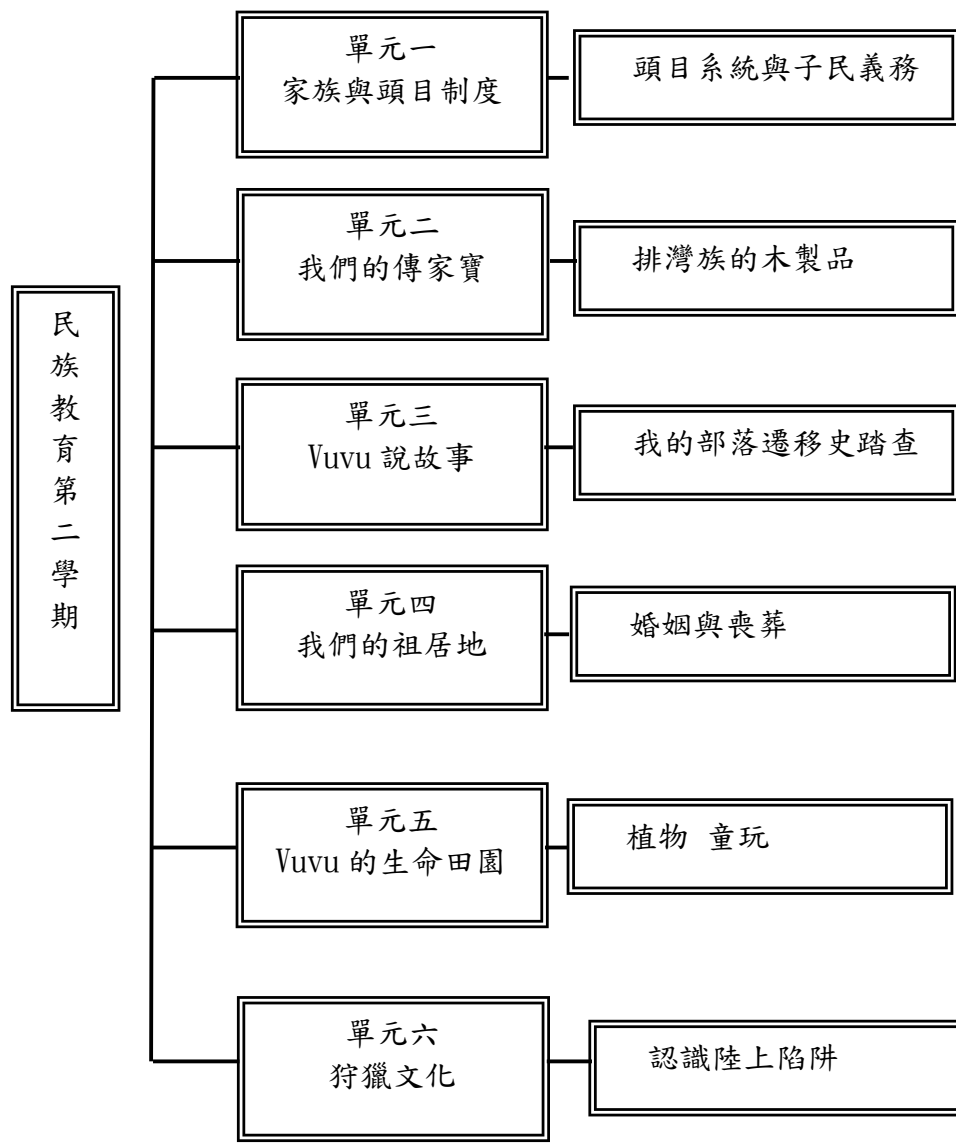 民族教育第二學期
單元一
家族與頭目制度
頭目系統與子民義務
單元二
我們的傳家寶
排灣族的木製品
單元三
Vuvu 說故事
我的部落遷移史踏查
單元四
我們的祖居地
婚姻與喪葬
單元五
Vuvu 的生命田園
植物 童玩
單元六
狩獵文化
認識陸上陷阱